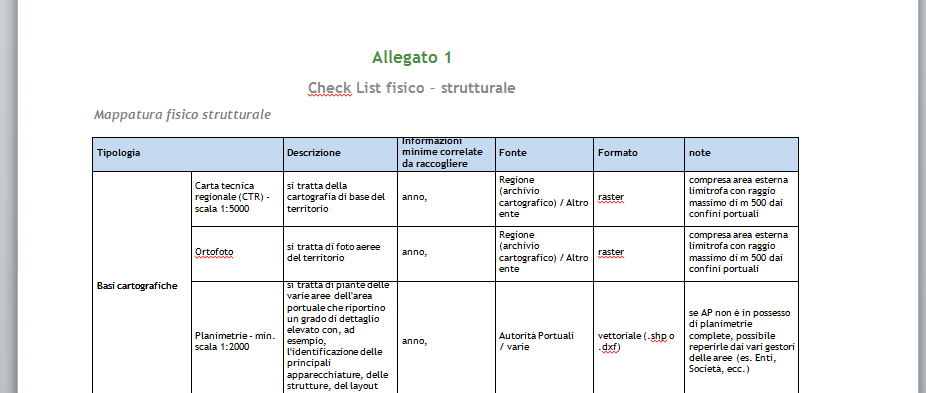 Allegato 1
Check List fisico – strutturale
Mappatura fisico strutturale
Tipologia
Descrizione
Informazioni
minime correlate
da raccogliere
Fonte
Formato
note
Basi cartografiche
Carta tecnica
regionale (CTR) -
scala 1:5000
si tratta della
cartografia di base del
territorio
anno,
Regione
(archivio
cartografico) / Altro
ente
raster
compresa area esterna
limitrofa con raggio
massimo di m 500 dai
confini portuali
Ortofoto
si tratta di foto aeree
del territorio
anno,
Regione
(archivio
cartografico) / Altro
ente
raster
compresa area esterna
limitrofa con raggio
massimo di m 500 dai
confini portuali
Planimetrie - min.
scala 1:2000
si tratta di piante delle
varie aree dell'area
portuale che riportino
un grado di dettaglio
elevato con, ad
esempio,
l'identificazione delle
principali
apparecchiature, delle
strutture, del layout
anno,
Autorità Portuali
/ varie
vettoriale (.shp o
.dxf)
se AP non è in possesso
di planimetrie
complete, possibile
reperirle dai vari gestori
delle aree (es. Enti,
Società, ecc.)